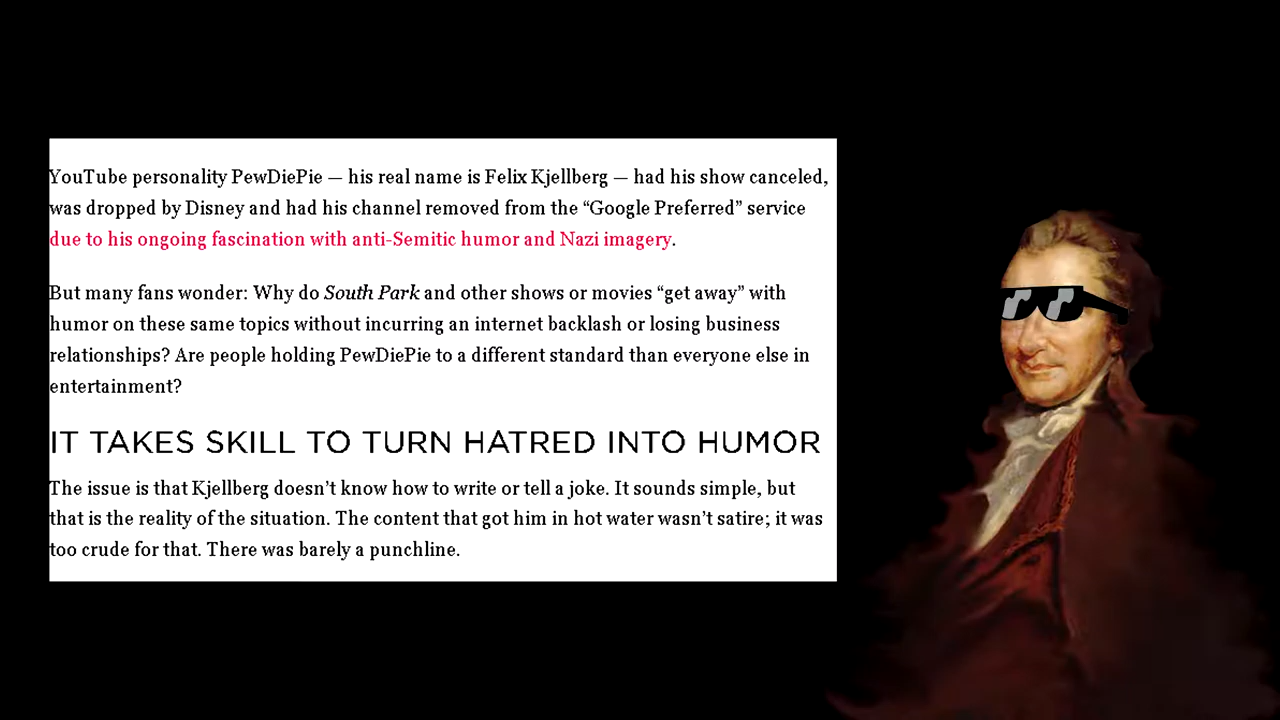 YouTube personality PewDiePie — his real name is Felix Kjellberg — had his show canceled,
was dropped by Disney and had his channel removed from the “Google Preferred” service
due to his ongoing fascination with anti-Semitic humor and Nazi imagery.
But many fans wonder: Why do South Park and other shows or movies “get away” with
humor on these same topics without incurring an internet backlash or losing business
relationships? Are people holding PewDiePie to a different standard than everyone else in
entertainment?
IT TAKES SKILL TO TURN HATRED INTO HUMOR
The issue is that Kjellberg doesn’t know how to write or tell a joke. It sounds simple, but
that is the reality of the situation. The content that got him in hot water wasn’t satire; it was
too crude for that. There was barely a punchline.